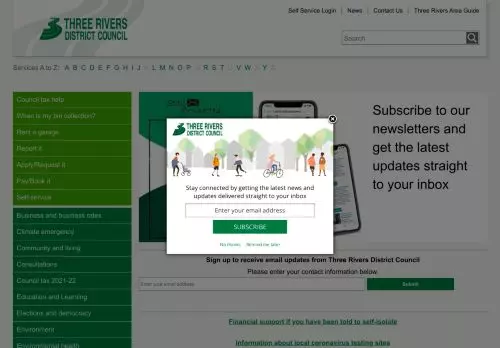 Self Service Login | News | Contact Us | Three Rivers Area Guide
THREE RIVERS
DISTRICT COUNCIL
Search
Services A to Z: A B C D E F G H I J K L M N O P Q R S T U V W X Y Z
Council tax help
When is my bin collection?
Rent a garage
Report it
Apply/Request it
Pay/Book it
Self service
Business and business rates
Climate emergency
Community and living
Consultations
Council tax 2021-22
Education and Learning
Elections and democracy
Environment
Environmental health
Subscribe to our
newsletters and
get the latest
updates straight
to your inbox
THREE RIVERS
DISTRICT COUNCIL
Stay connected by getting the latest news and
updates delivered straight to your inbox
Enter your email address
SUBSCRIBE
No thanks
Remind me later
Sign up to receive email updates from Three Rivers District Council
Please enter your contact information below.
Enter your email address
Submit
Financial support if you have been told to self-isolate
Information about local coronavirus testing sites